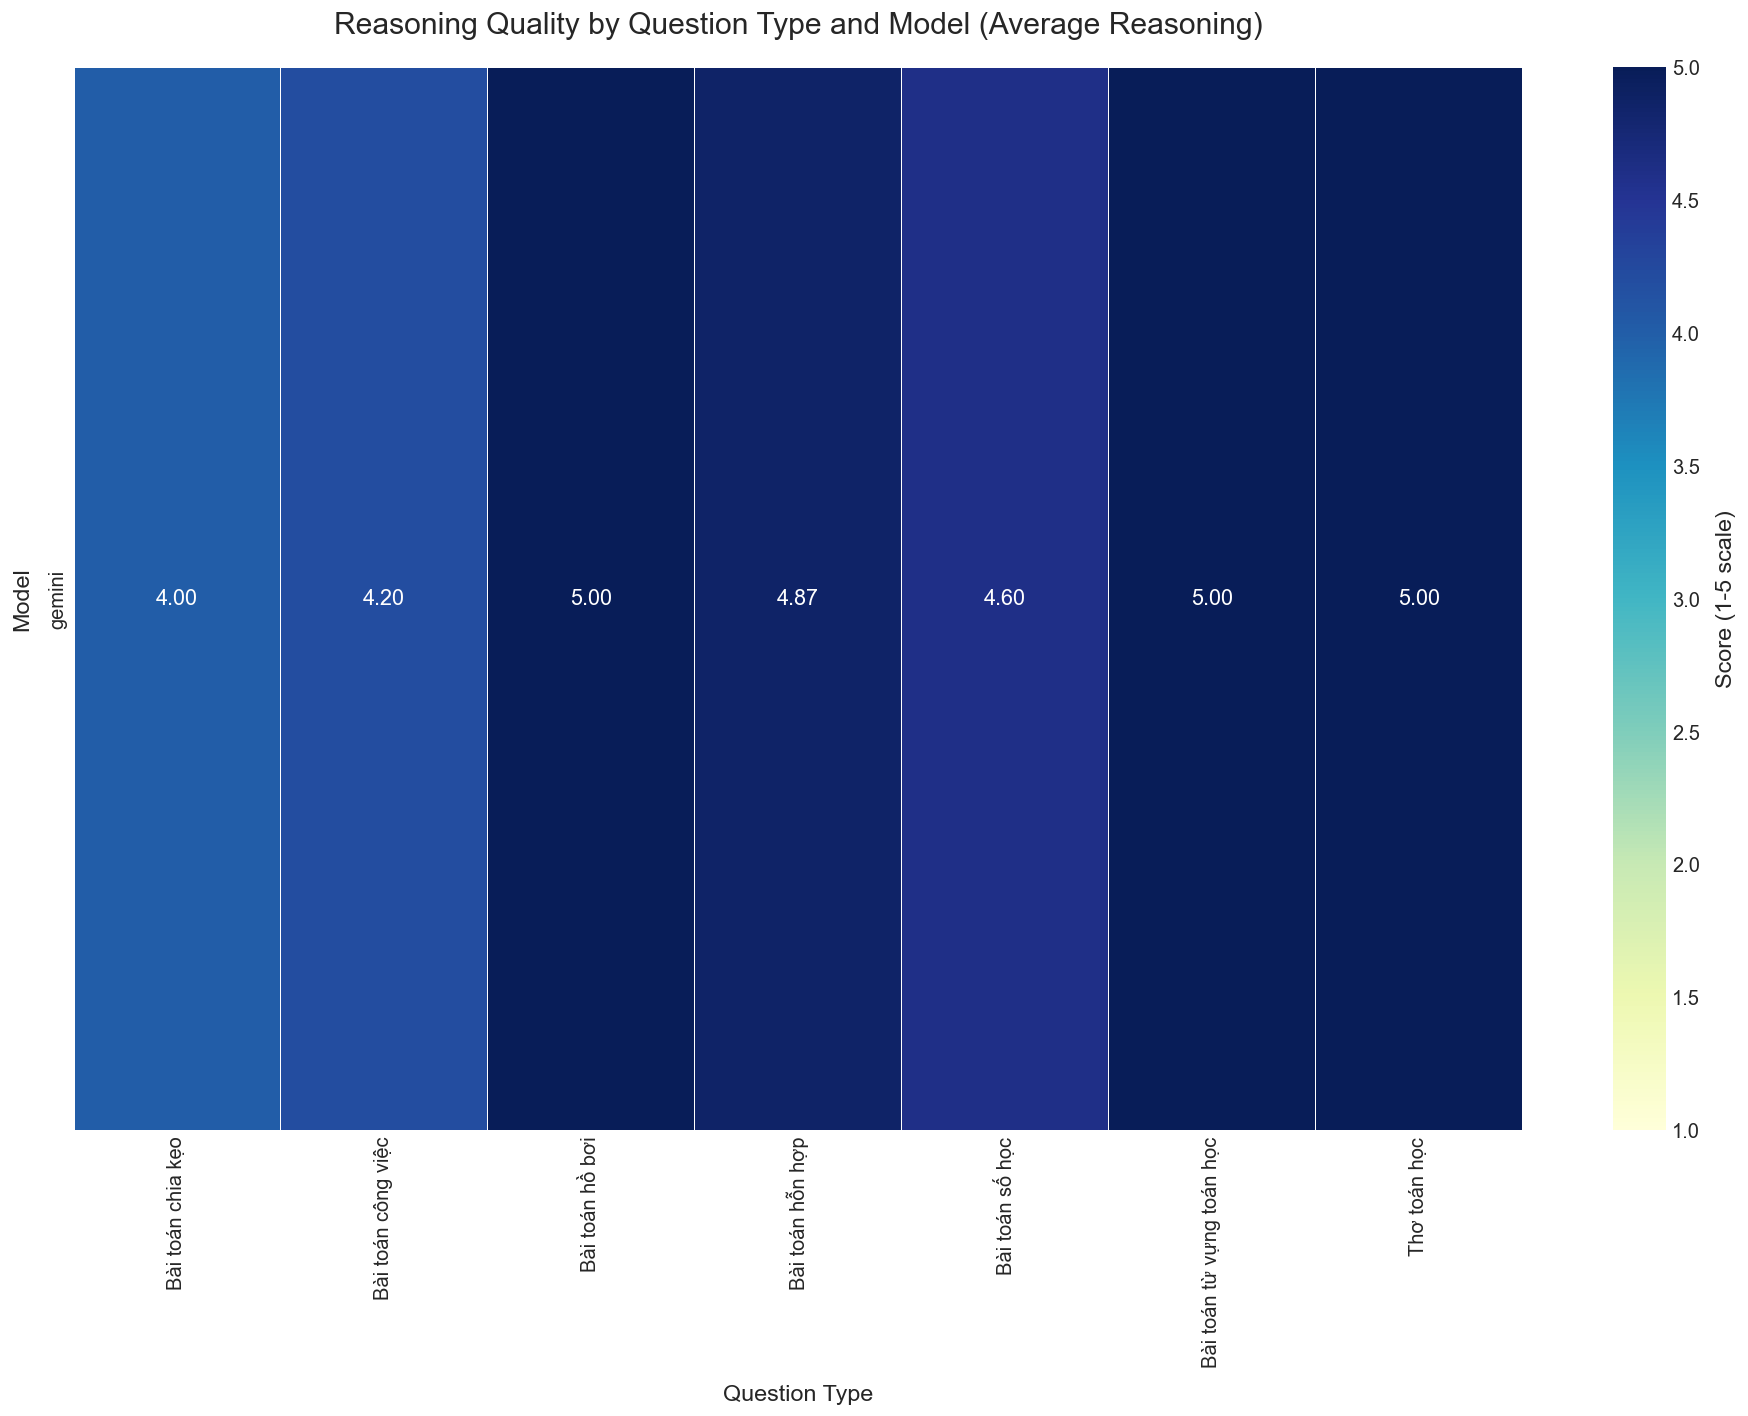 Reasoning Quality by Question Type and Model (Average Reasoning)
Model
gemini
4.00
4.20
5.00
4.87
4.60
5.00
5.00
Bài toán chia kẹo
Bài toán công việc
Bài toán hồ bơi
Bài toán hỗn hợp
Bài toán số học
Bài toán từ vựng toán học
Thơ toán học
Question Type
5.0
4.5
4.0
3.5
3.0
2.5
2.0
1.5
1.0
Score (1-5 scale)